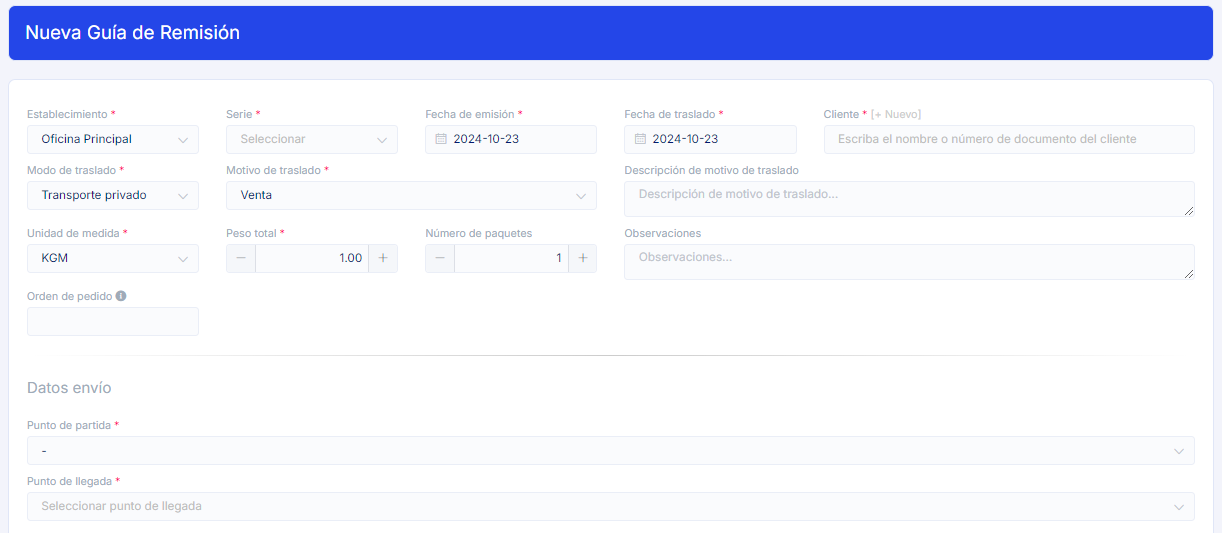 Nueva Guía de Remisión
Establecimiento * Serie * Fecha de emisión * Fecha de traslado * Cliente * [+ Nuevo]
Oficina Principal Seleccionar 2024-10-23 2024-10-23 Escriba el nombre o número de documento del cliente
Modo de traslado * Motivo de traslado * Descripción de motivo de traslado
Transporte privado Venta Descripción de motivo de traslado...
Unidad de medida * Peso total * Número de paquetes Observaciones
KGM − 1.00 + − 1 + Observaciones...
Orden de pedido
Datos envío
Punto de partida *
-
Punto de llegada *
Seleccionar punto de llegada